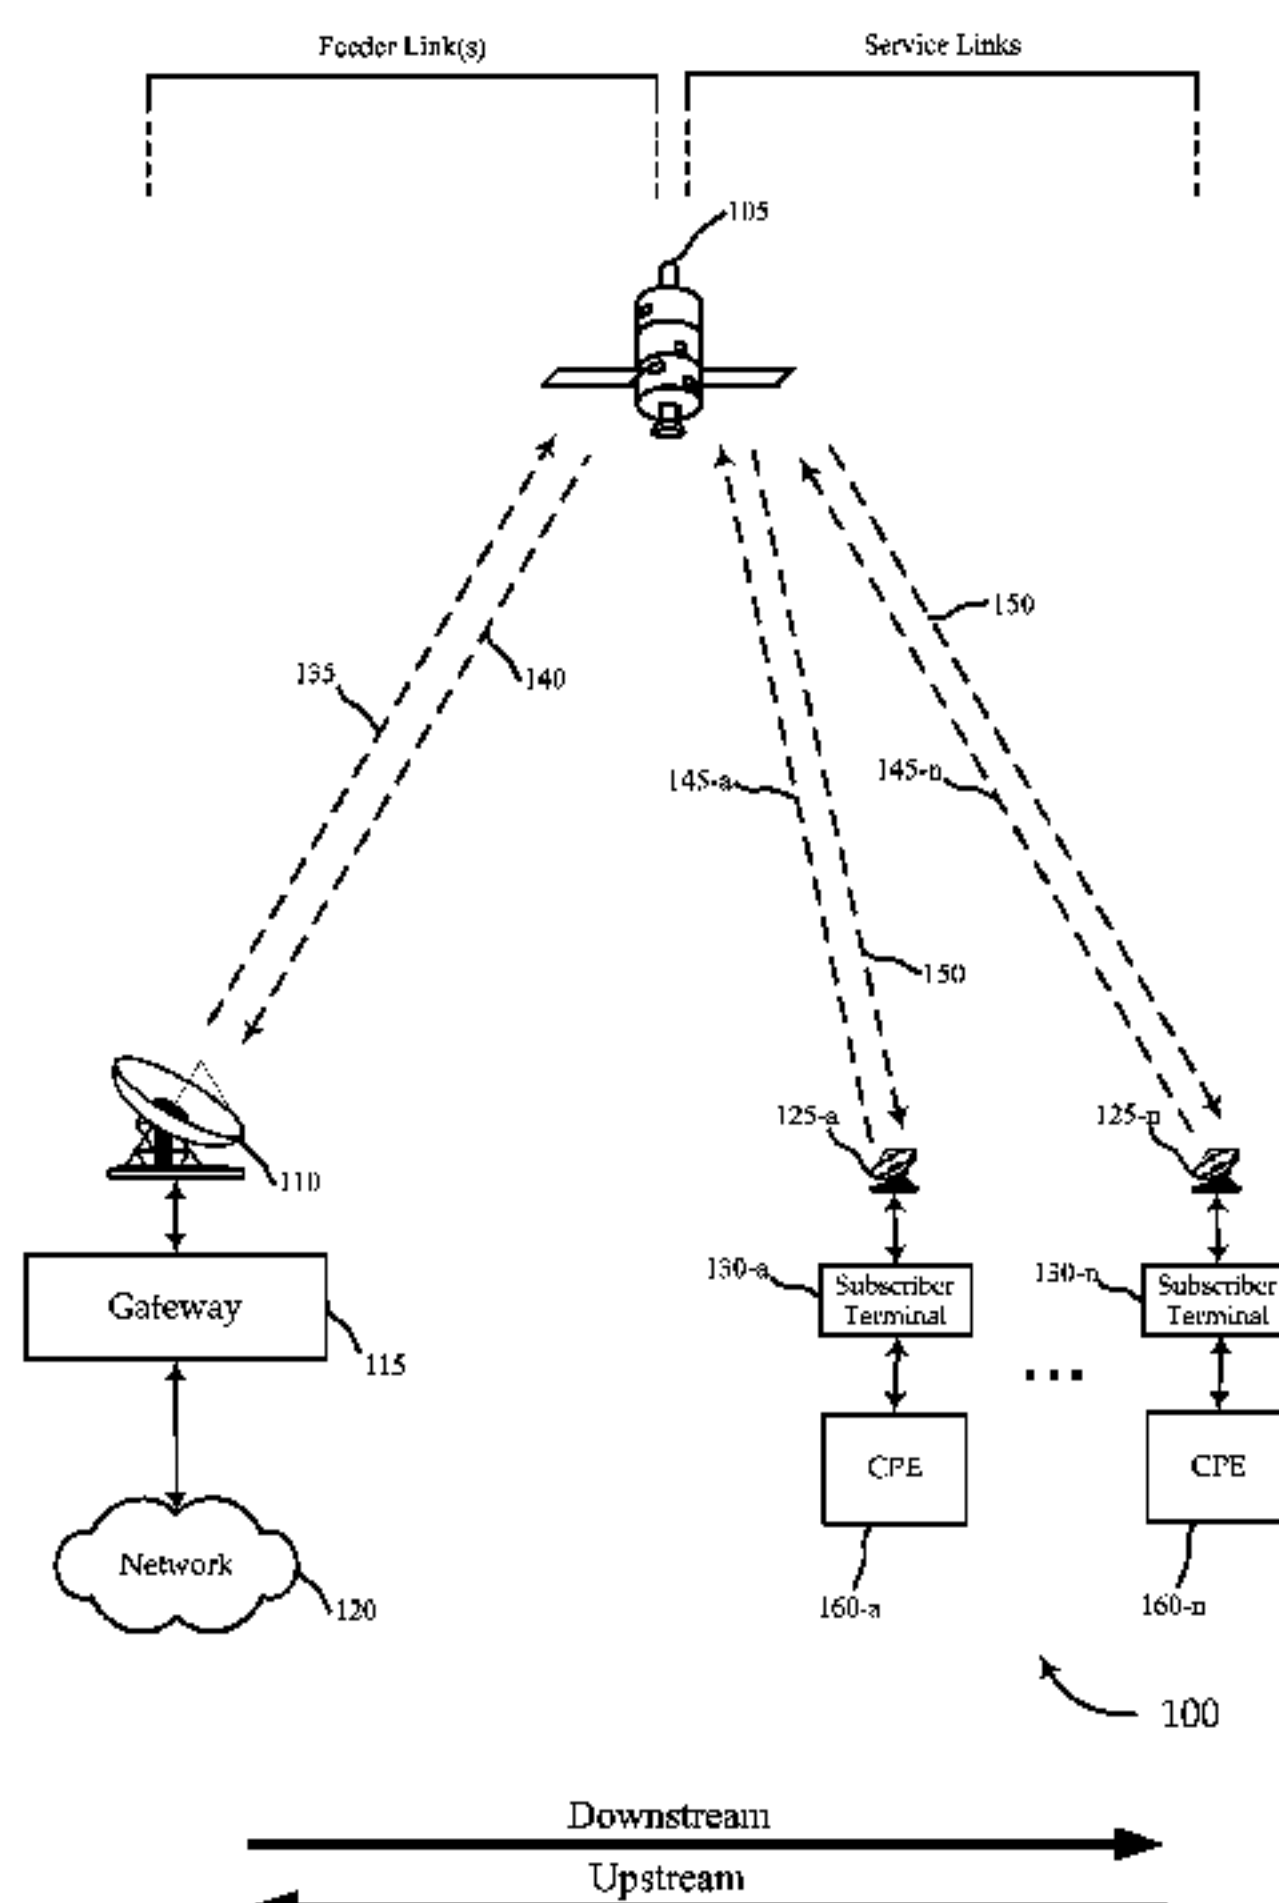 Feeder Link(s)
Service Links
105
150
135
140
145-a
145-n
150
125-a
125-n
110
130-a
Subscriber
Terminal
130-n
Subscriber
Terminal
Gateway
115
CPE
CPE
Network
120
160-a
160-n
100
Downstream
Upstream